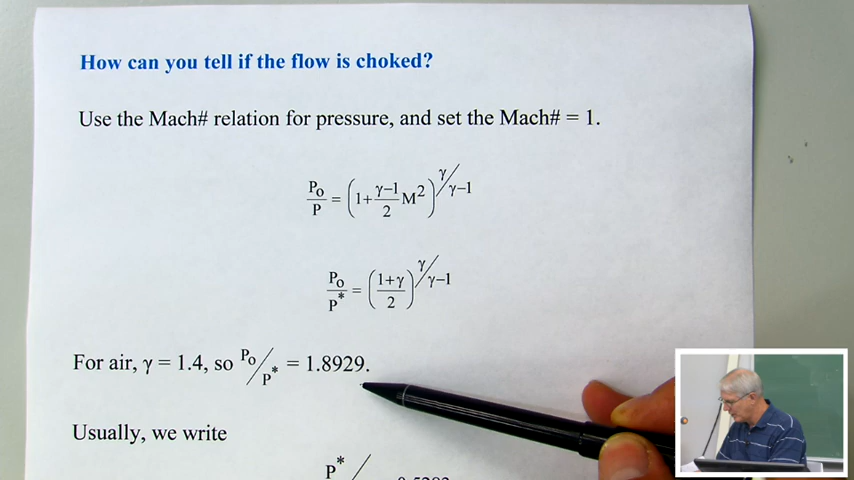 How can you tell if the flow is choked?
Use the Mach# relation for pressure, and set the Mach# = 1.
Po/P = (1+ γ−1/2 M²)^γ/γ−1
Po/P* = (1+γ/2)^γ/γ−1
For air, γ = 1.4, so Po/P* = 1.8929.
Usually, we write
P* /